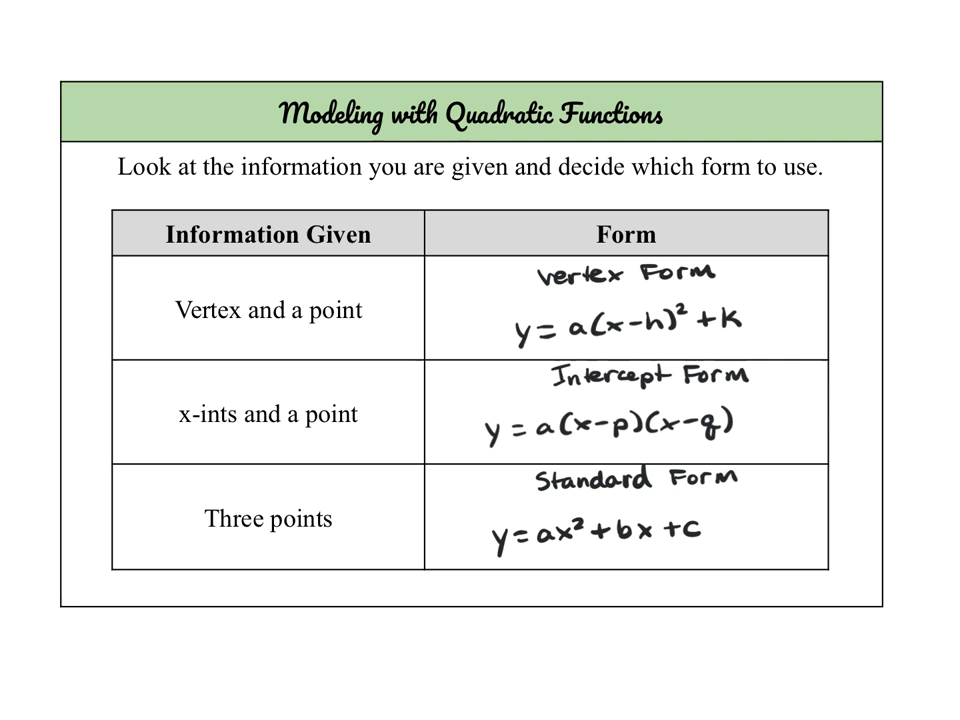 Modeling with Quadratic Functions
Look at the information you are given and decide which form to use.
Information Given
Form
Vertex and a point
Vertex Form
y = a(x-h)² + k
x-ints and a point
Intercept Form
y = a(x-p)(x-q)
Three points
Standard Form
y = ax² + bx + c